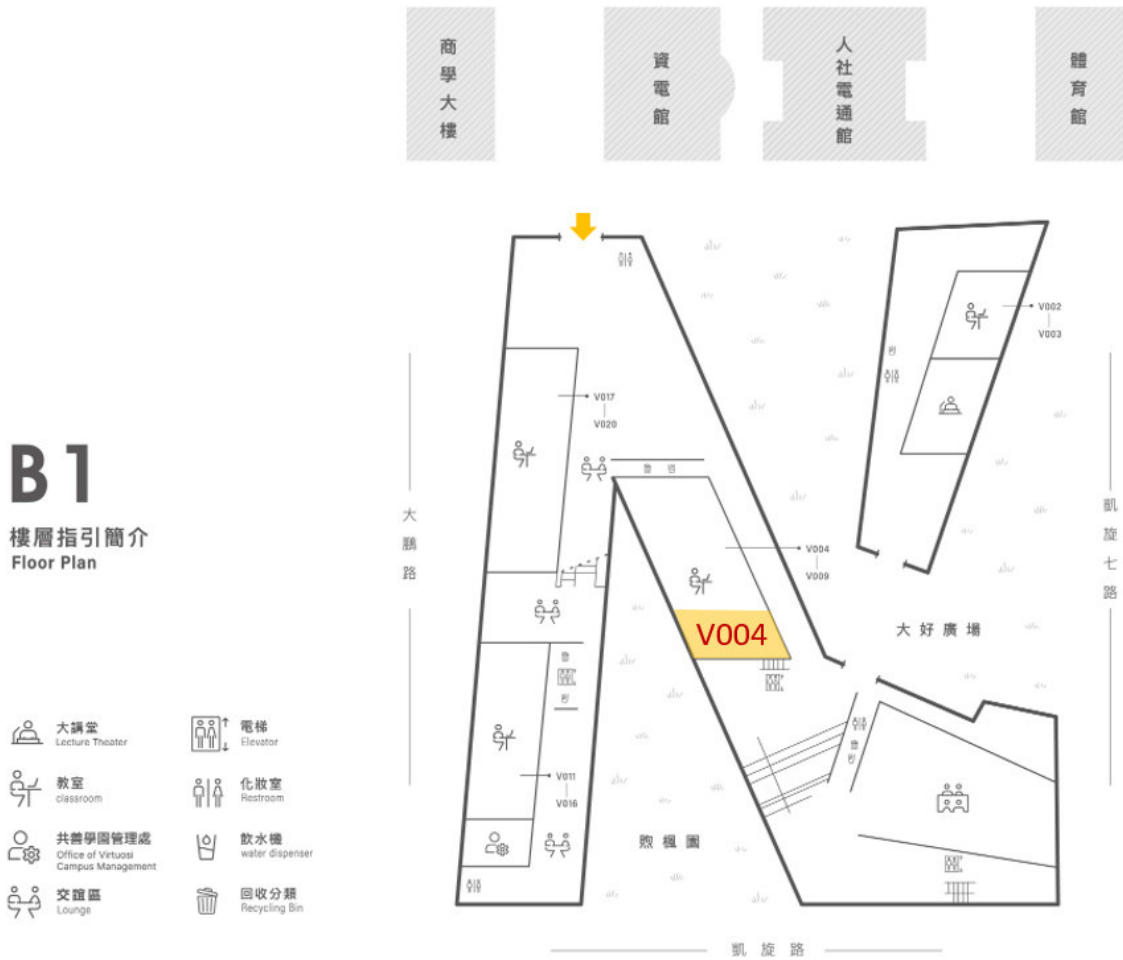 商學大樓
資電館
人社電通館
體育館
B1
樓層指引簡介
Floor Plan
大講堂
Lecture Theater
電梯
Elevator
教室
classroom
化妝室
Restroom
共善學園管理處
Office of Virtuosi
Campus Management
飲水機
water dispenser
交誼區
Lounge
回收分類
Recycling Bin
大鵬路
V017
V020
V004
V009
V004
V011
V016
煦楓園
V002
V003
大好廣場
凱旋七路
凱旋路